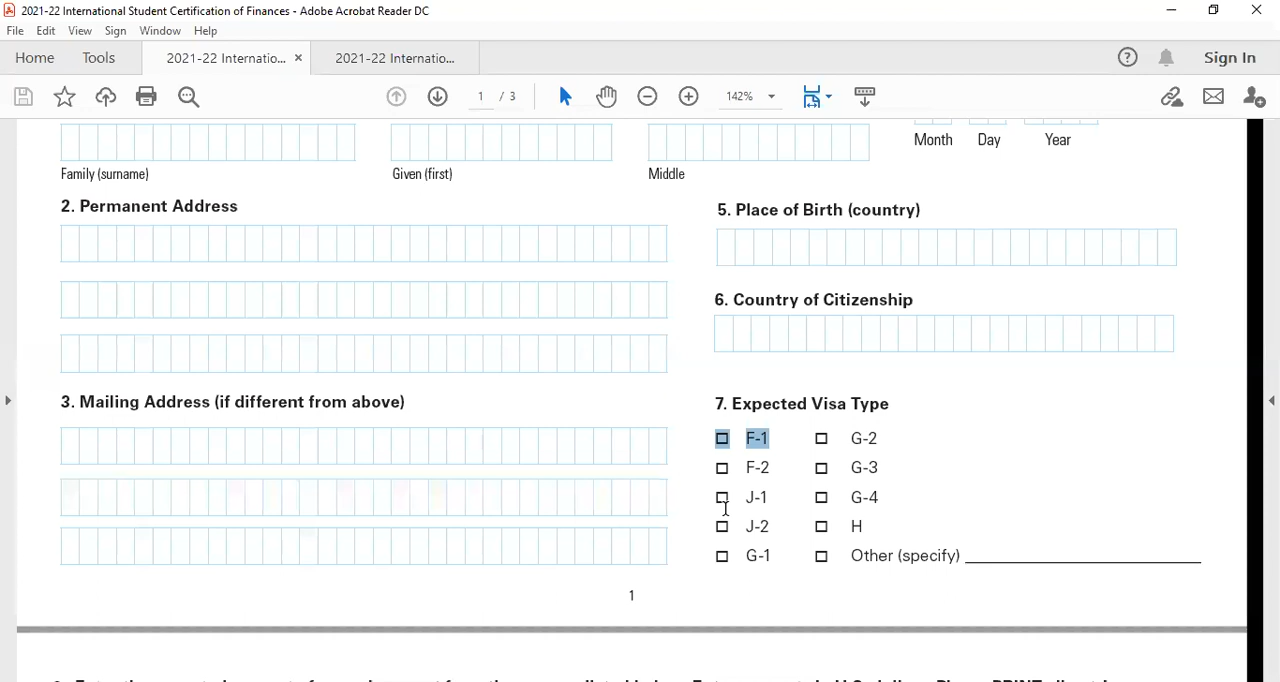 2021-22 International Student Certification of Finances - Adobe Acrobat Reader DC
File Edit View Sign Window Help
Home Tools 2021-22 Internatio... × 2021-22 Internatio... Sign In
1 / 3 142%
Month Day Year
Family (surname) Given (first) Middle
2. Permanent Address
5. Place of Birth (country)
6. Country of Citizenship
3. Mailing Address (if different from above)
7. Expected Visa Type
F-1 G-2
F-2 G-3
J-1 G-4
J-2 H
G-1 Other (specify)
1